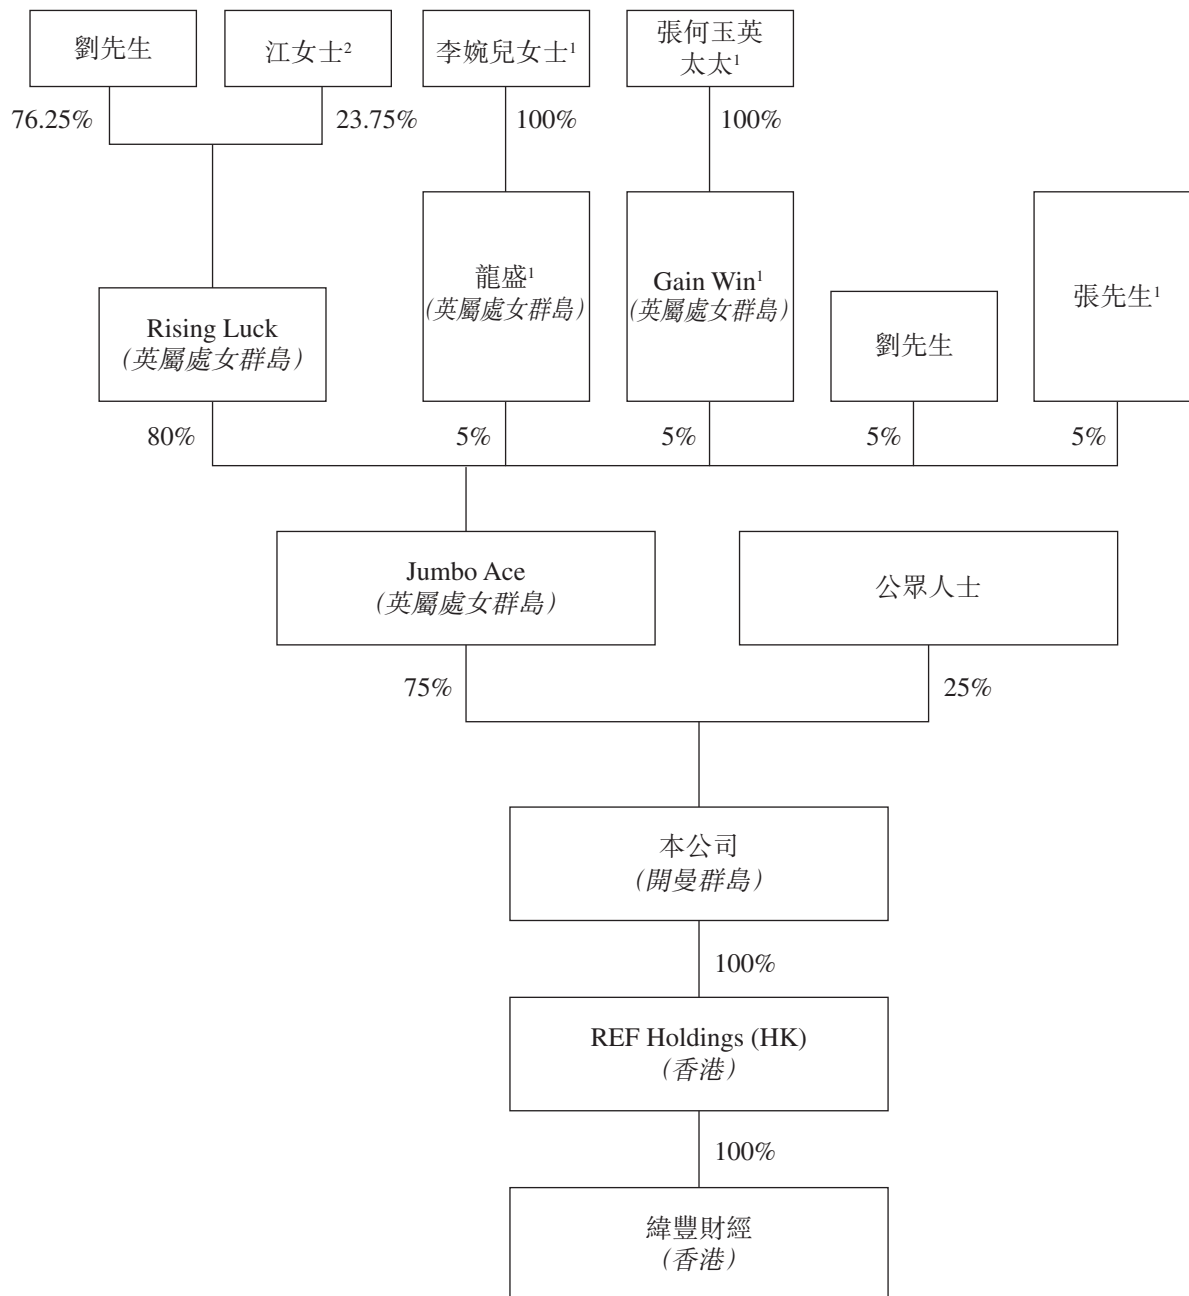 劉先生
江女士²
李婉兒女士¹
張何玉英
太太¹
76.25%
23.75%
100%
100%
龍盛¹
(英屬處女群島)
Gain Win¹
(英屬處女群島)
張先生¹
Rising Luck
(英屬處女群島)
劉先生
80%
5%
5%
5%
5%
Jumbo Ace
(英屬處女群島)
公眾人士
75%
25%
本公司
(開曼群島)
100%
REF Holdings (HK)
(香港)
100%
緯豐財經
(香港)